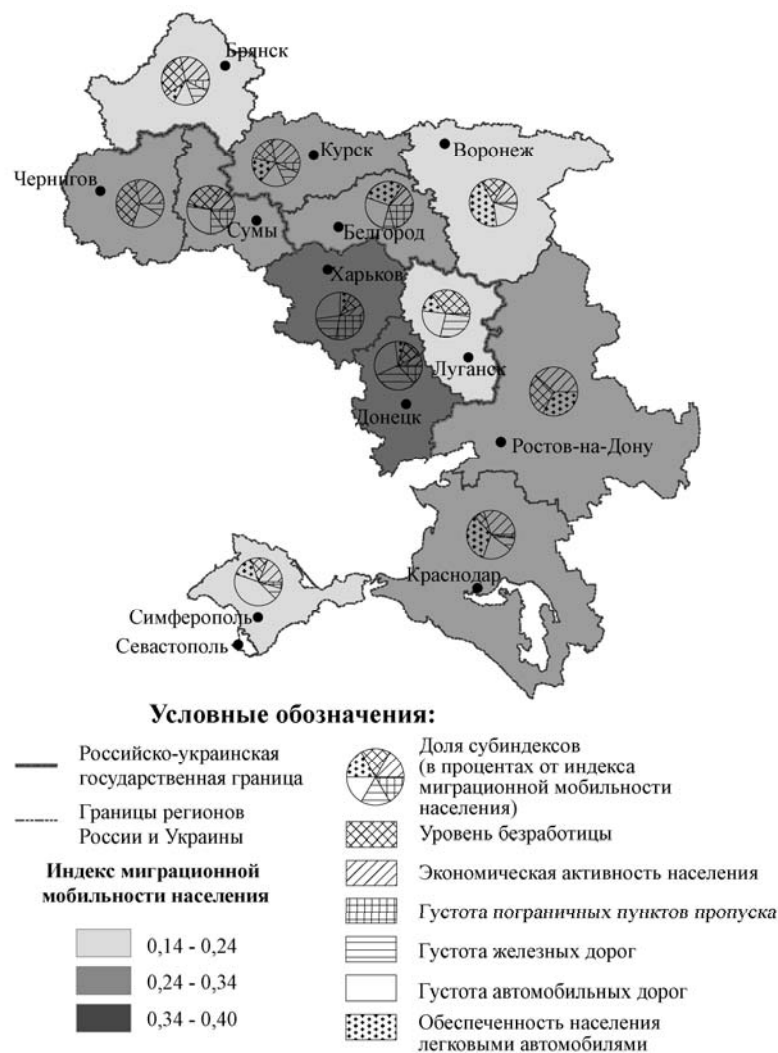 Брянск
Курск
Воронеж
Чернигов
Сумы
Белгород
Харьков
Луганск
Донецк
Ростов-на-Дону
Краснодар
Симферополь
Севастополь
Условные обозначения:
Российско-украинская
государственная граница
Границы регионов
России и Украины
Индекс миграционной
мобильности населения
0,14 - 0,24
0,24 - 0,34
0,34 - 0,40
Доля субиндексов
(в процентах от индекса
миграционной мобильности
населения)
Уровень безработицы
Экономическая активность населения
Густота пограничных пунктов пропуска
Густота железных дорог
Густота автомобильных дорог
Обеспеченность населения
легковыми автомобилями